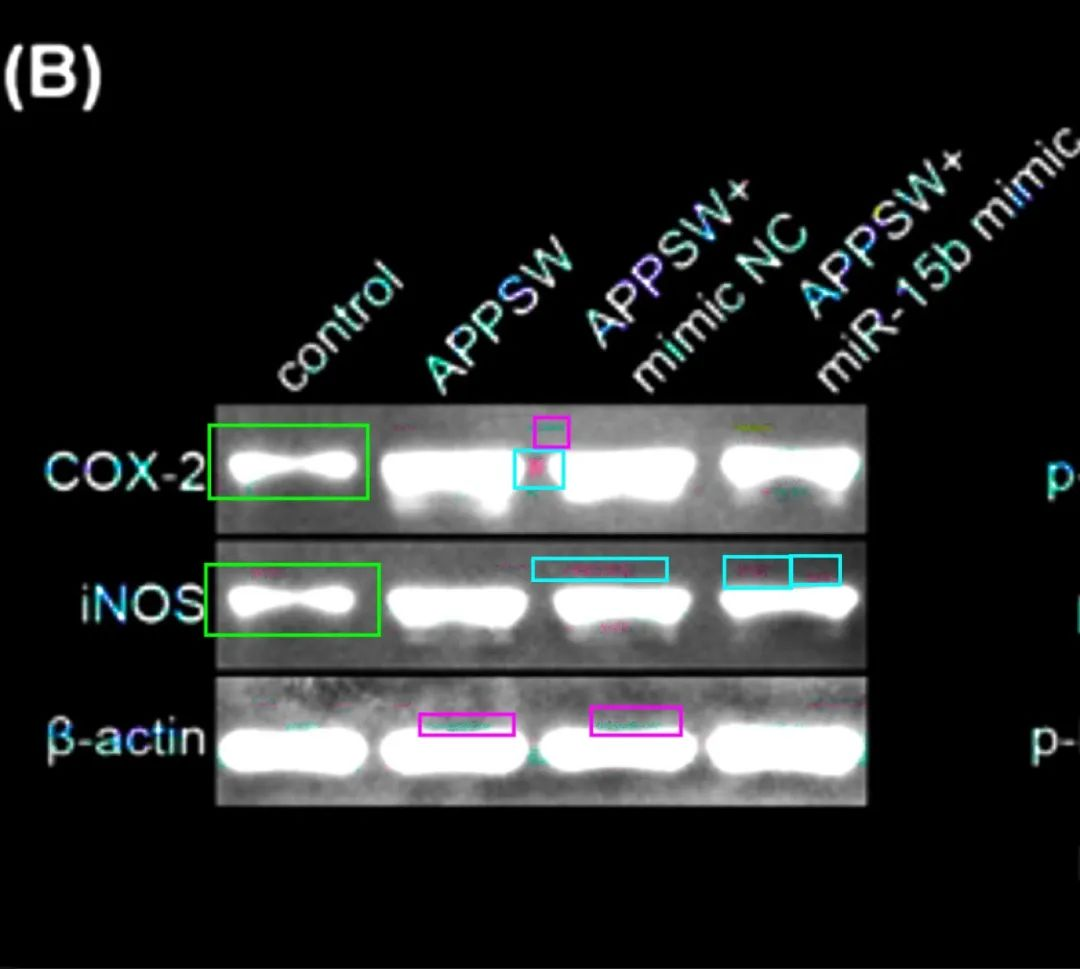 (B)
control
APPSW
APPSW+
mimic NC
APPSW+
miR-15b mimic
COX-2
iNOS
β-actin
p-